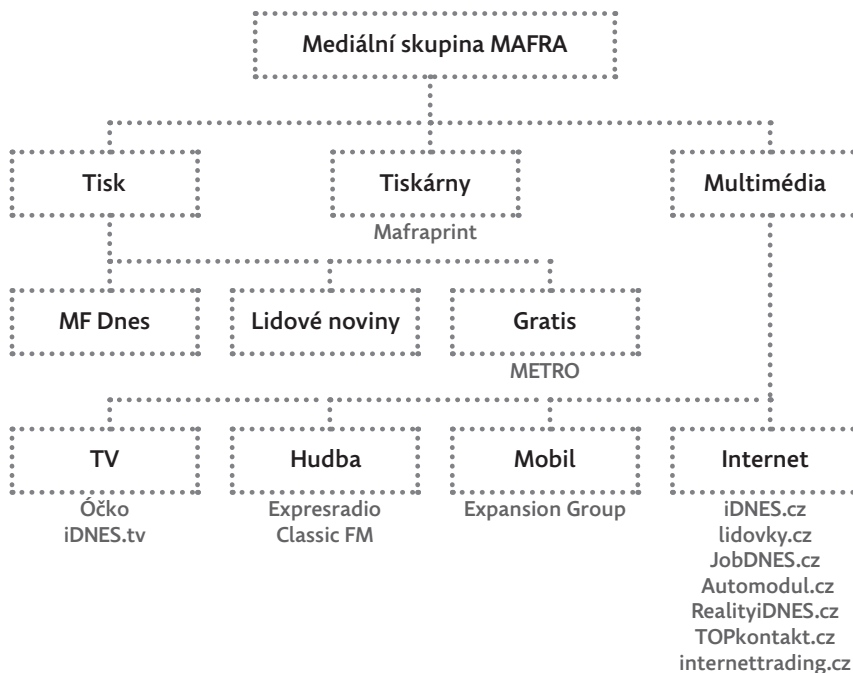 Mediální skupina MAFRA
Tisk
Tiskárny
Multimédia
Mafraprint
MF Dnes
Lidové noviny
Gratis
METRO
TV
Hudba
Mobil
Internet
Óčko
iDNES.tv
Expresradio
Classic FM
Expansion Group
iDNES.cz
lidovky.cz
JobDNES.cz
Automodul.cz
RealityiDNES.cz
TOPkontakt.cz
internettrading.cz